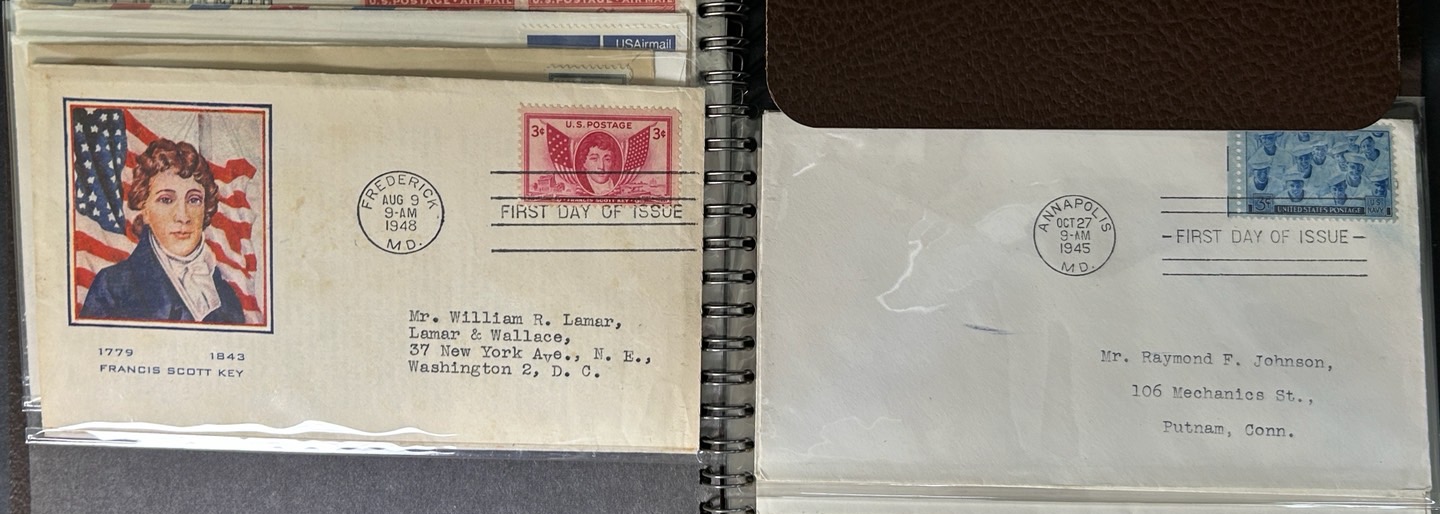 U.S. POSTAGE • AIR MAIL U.S. POSTAGE • AIR MAIL
USAirmail
3¢ U.S. POSTAGE 3¢
FRANCIS SCOTT KEY
FREDERICK
AUG 9
9-AM
1948
M.D.
FIRST DAY OF ISSUE
Mr. William R. Lamar,
Lamar & Wallace,
37 New York Ave., N. E.,
Washington 2, D. C.
1779 1843
FRANCIS SCOTT KEY
3¢ UNITED STATES POSTAGE U.S. NAVY
ANNAPOLIS
OCT 27
9-AM
1945
MD.
-FIRST DAY OF ISSUE-
Mr. Raymond F. Johnson,
106 Mechanics St.,
Putnam, Conn.